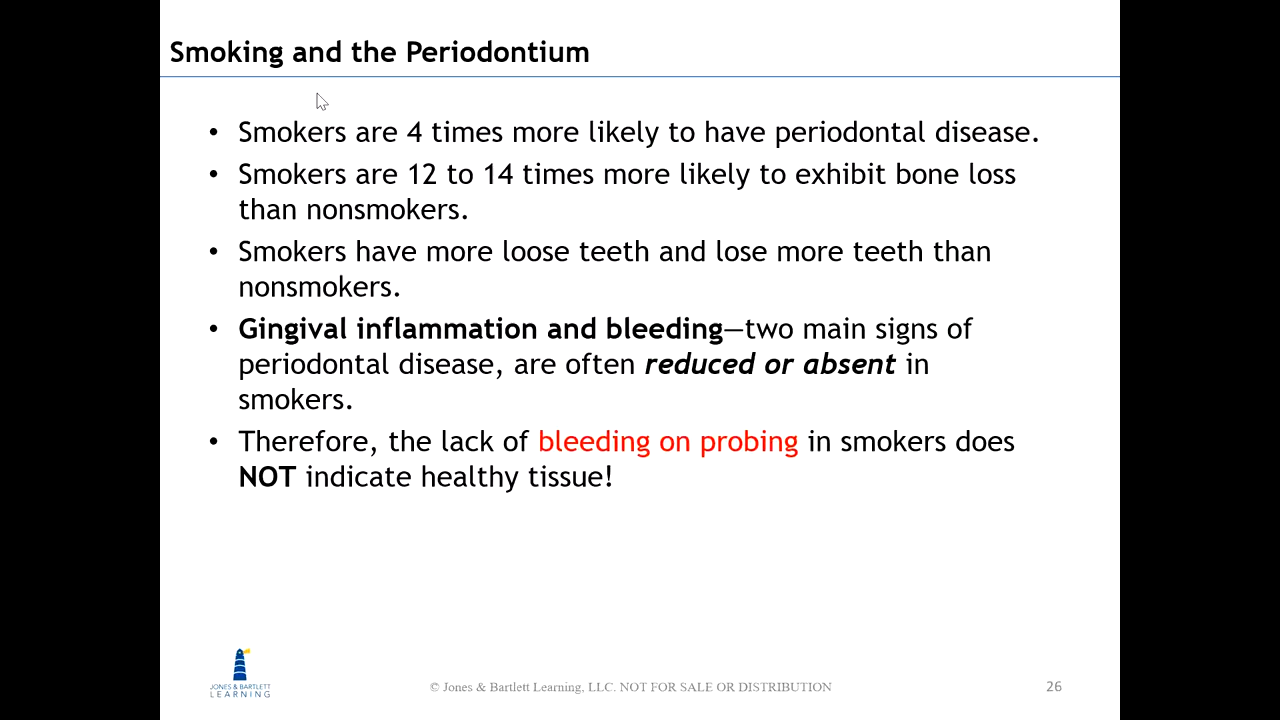 Smoking and the Periodontium
• Smokers are 4 times more likely to have periodontal disease.
• Smokers are 12 to 14 times more likely to exhibit bone loss
than nonsmokers.
• Smokers have more loose teeth and lose more teeth than
nonsmokers.
• Gingival inflammation and bleeding—two main signs of
periodontal disease, are often reduced or absent in
smokers.
• Therefore, the lack of bleeding on probing in smokers does
NOT indicate healthy tissue!
JONES & BARTLETT
LEARNING
© Jones & Bartlett Learning, LLC. NOT FOR SALE OR DISTRIBUTION
26